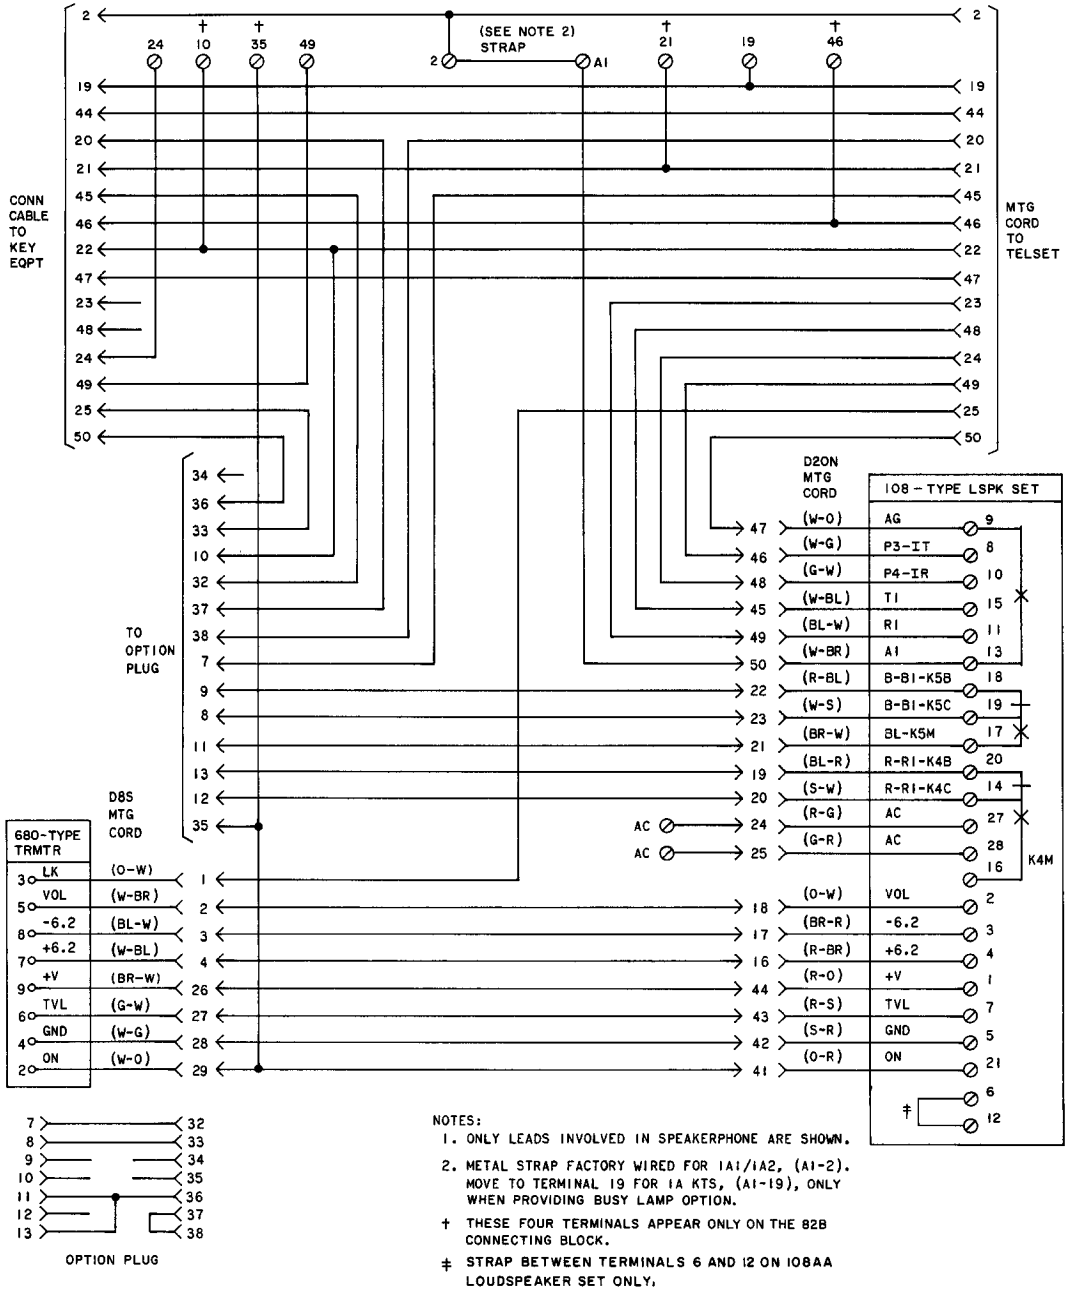 2 2
(SEE NOTE 2)
STRAP
† † † †
24 10 35 49 21 19 46
2 A1
19 19
44 44
20 20
21 21
45 45
46 46
22 22
47 47
23 23
48 48
24 24
49 49
25 25
50 50
CONN
CABLE
TO
KEY
EQPT
MTG
CORD
TO
TELSET
34
36
33
10
32
37
38
7
9
8
11
13
12
35
TO
OPTION
PLUG
D20N
MTG
CORD
108-TYPE LSPK SET
47 (W-O) AG 9
46 (W-G) P3-IT 8
48 (G-W) P4-IR 10
45 (W-BL) T1 15
49 (BL-W) R1 11
50 (W-BR) A1 13
22 (R-BL) B-B1-K5B 18
23 (W-S) B-B1-K5C 19
21 (BR-W) BL-K5M 17
19 (BL-R) R-R1-K4B 20
20 (S-W) R-R1-K4C 14
AC 24 (R-G) AC 27
AC 25 (G-R) AC 28
16 K4M
D8S
MTG
CORD
680-TYPE
TRMTR
3 LK (O-W) 1
5 VOL (W-BR) 2 18 (O-W) VOL 2
8 -6.2 (BL-W) 3 17 (BR-R) -6.2 3
7 +6.2 (W-BL) 4 16 (R-BR) +6.2 4
9 +V (BR-W) 26 44 (R-O) +V 1
6 TVL (G-W) 27 43 (R-S) TVL 7
4 GND (W-G) 28 42 (S-R) GND 5
2 ON (W-O) 29 41 (O-R) ON 21
6
‡
12
7 32
8 33
9 34
10 35
11 36
12 37
13 38
OPTION PLUG
NOTES:
1. ONLY LEADS INVOLVED IN SPEAKERPHONE ARE SHOWN.
2. METAL STRAP FACTORY WIRED FOR 1A1/1A2, (A1-2).
MOVE TO TERMINAL 19 FOR 1A KTS, (A1-19), ONLY
WHEN PROVIDING BUSY LAMP OPTION.
† THESE FOUR TERMINALS APPEAR ONLY ON THE 82B
CONNECTING BLOCK.
‡ STRAP BETWEEN TERMINALS 6 AND 12 ON 108AA
LOUDSPEAKER SET ONLY.